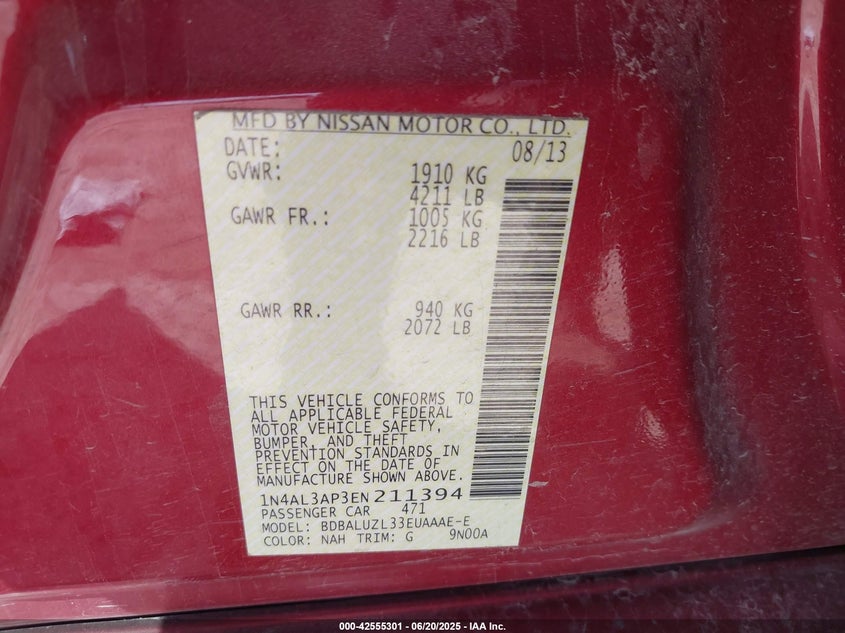 MFD BY NISSAN MOTOR CO., LTD.
DATE: 08/13
GVWR: 1910 KG
4211 LB
GAWR FR.: 1005 KG
2216 LB
GAWR RR.: 940 KG
2072 LB
THIS VEHICLE CONFORMS TO
ALL APPLICABLE FEDERAL
MOTOR VEHICLE SAFETY,
BUMPER, AND THEFT
PREVENTION STANDARDS IN
EFFECT ON THE DATE OF
MANUFACTURE SHOWN ABOVE.
1N4AL3AP3EN211394
PASSENGER CAR 471
MODEL: BDBALUZL33EUAAAE-E
COLOR: NAH TRIM: G 9N00A
000-42555301 - 06/20/2025 - IAA Inc.